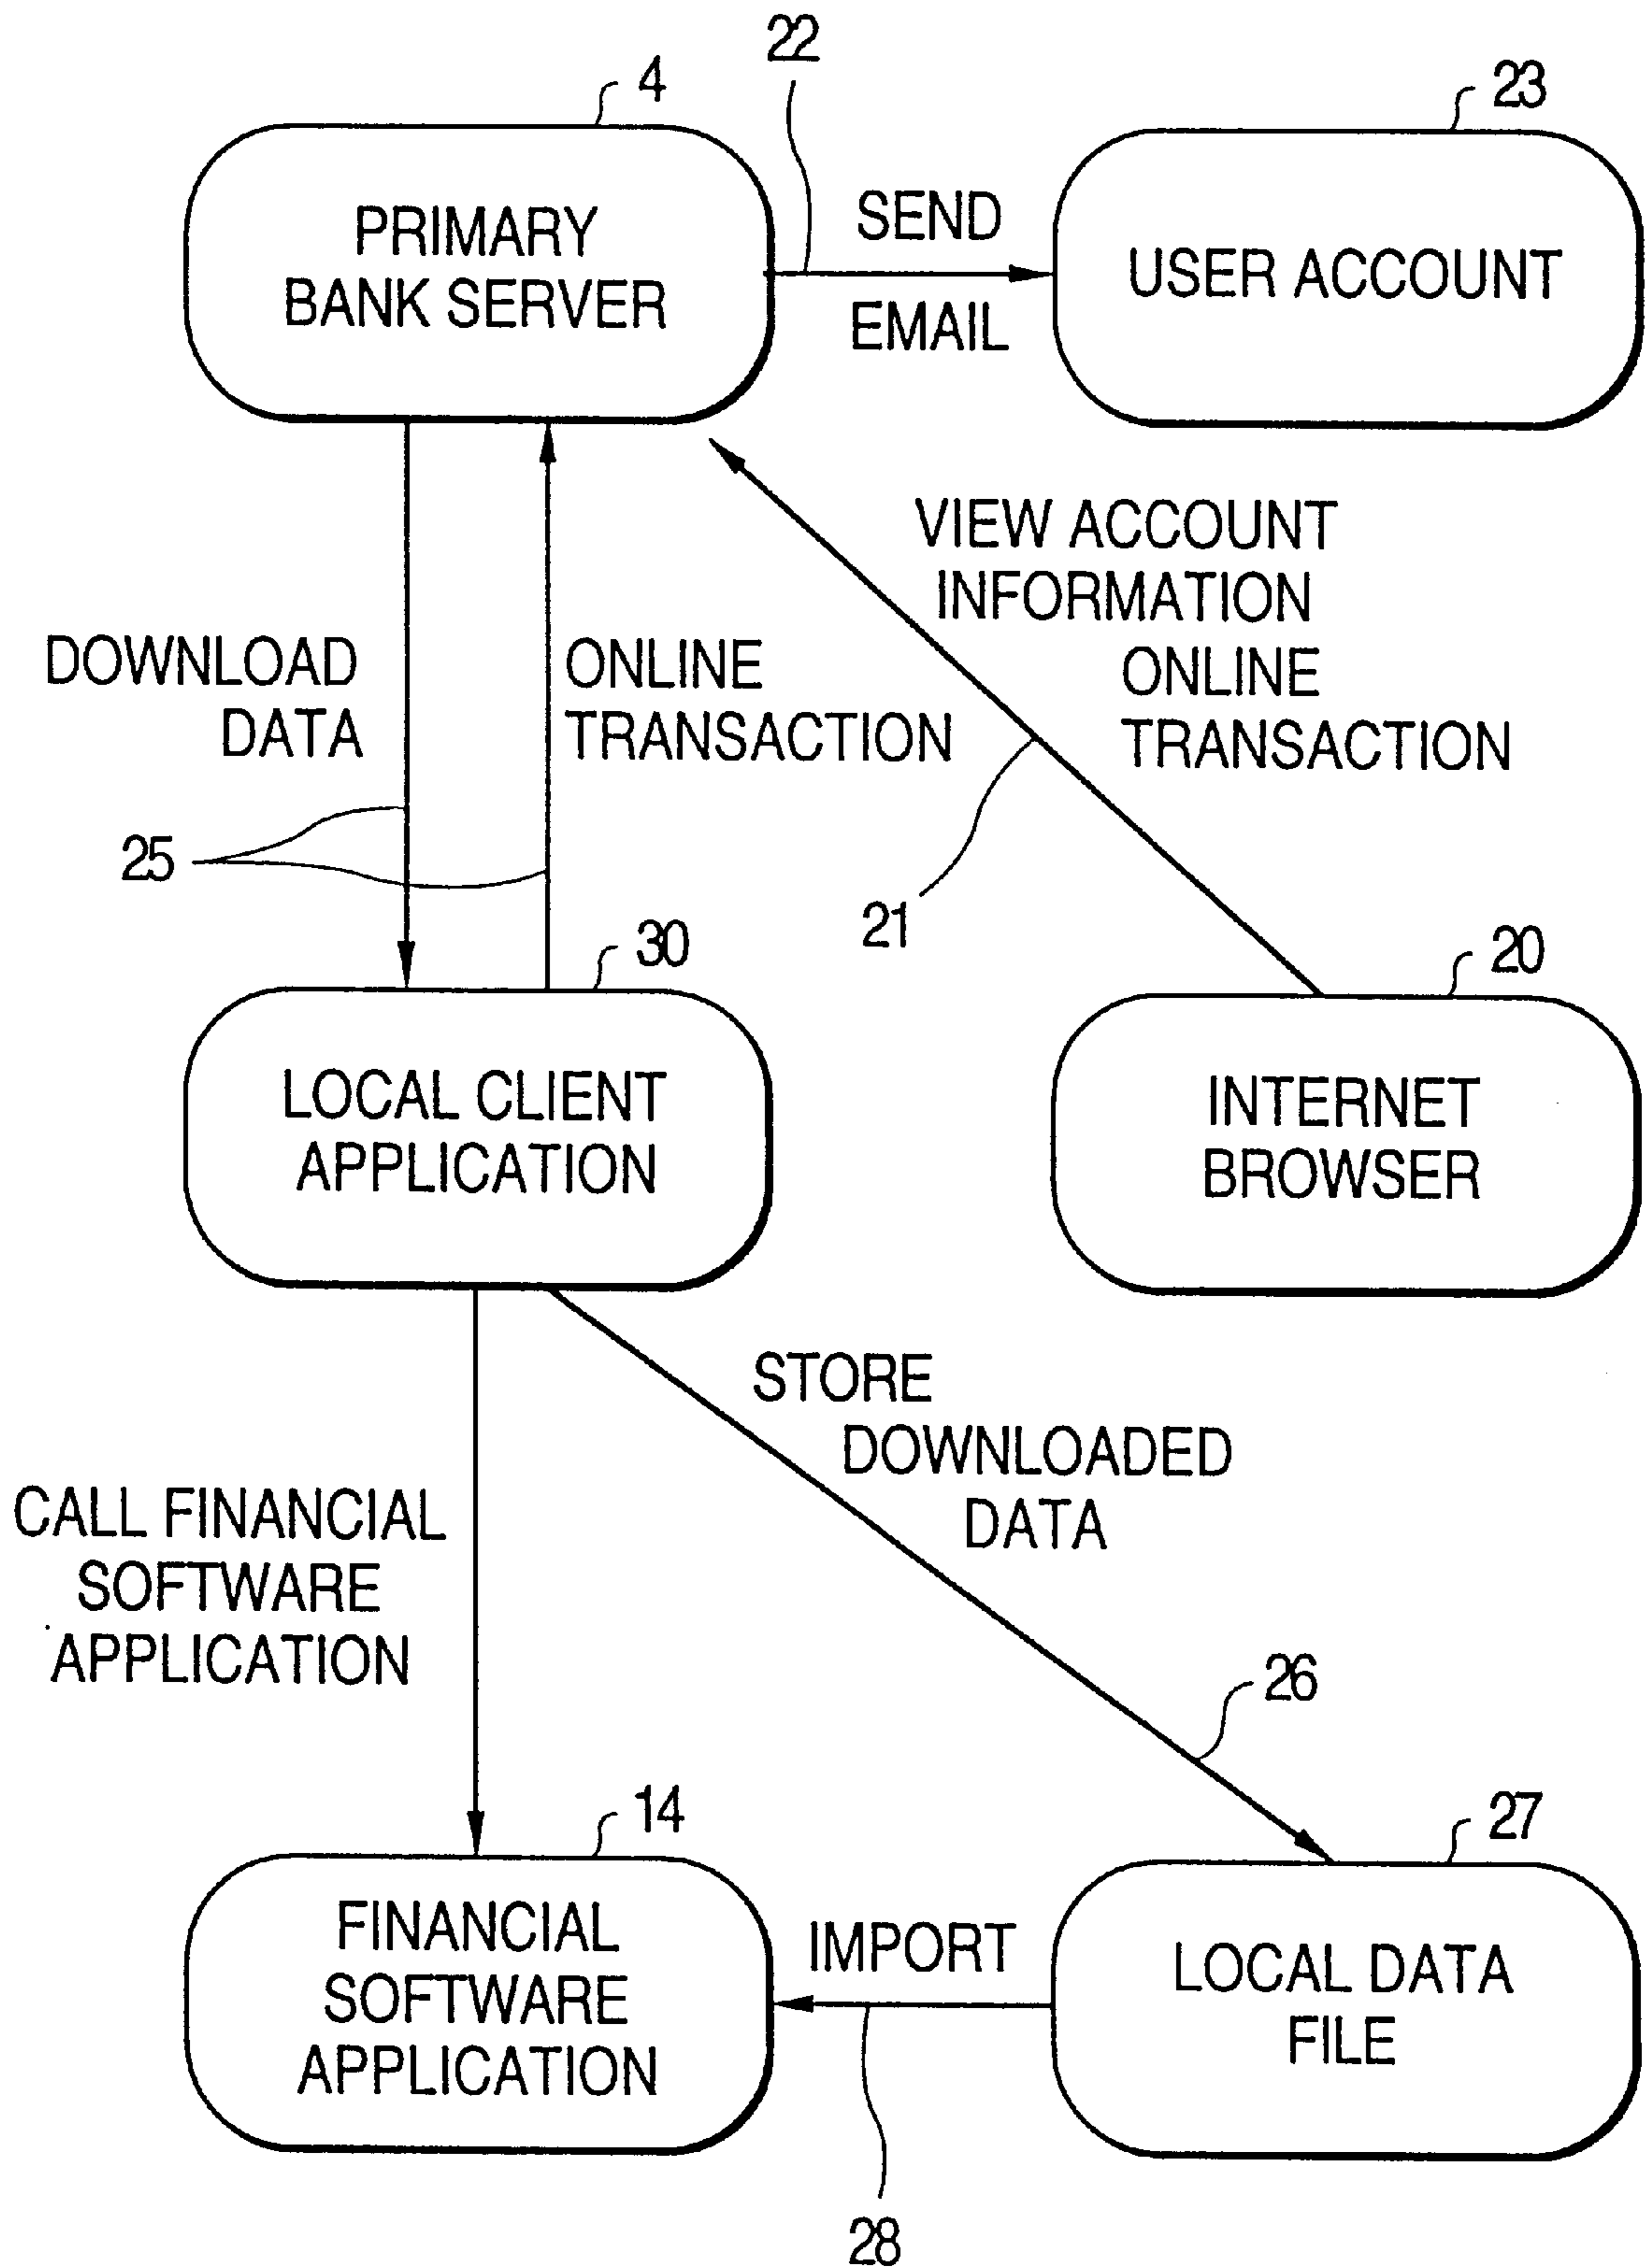 22
4
23
PRIMARY
BANK SERVER
SEND
EMAIL
USER ACCOUNT
VIEW ACCOUNT
INFORMATION
ONLINE
TRANSACTION
DOWNLOAD
DATA
ONLINE
TRANSACTION
25
21
30
20
LOCAL CLIENT
APPLICATION
INTERNET
BROWSER
STORE
DOWNLOADED
DATA
CALL FINANCIAL
SOFTWARE
APPLICATION
26
14
27
FINANCIAL
SOFTWARE
APPLICATION
IMPORT
LOCAL DATA
FILE
28